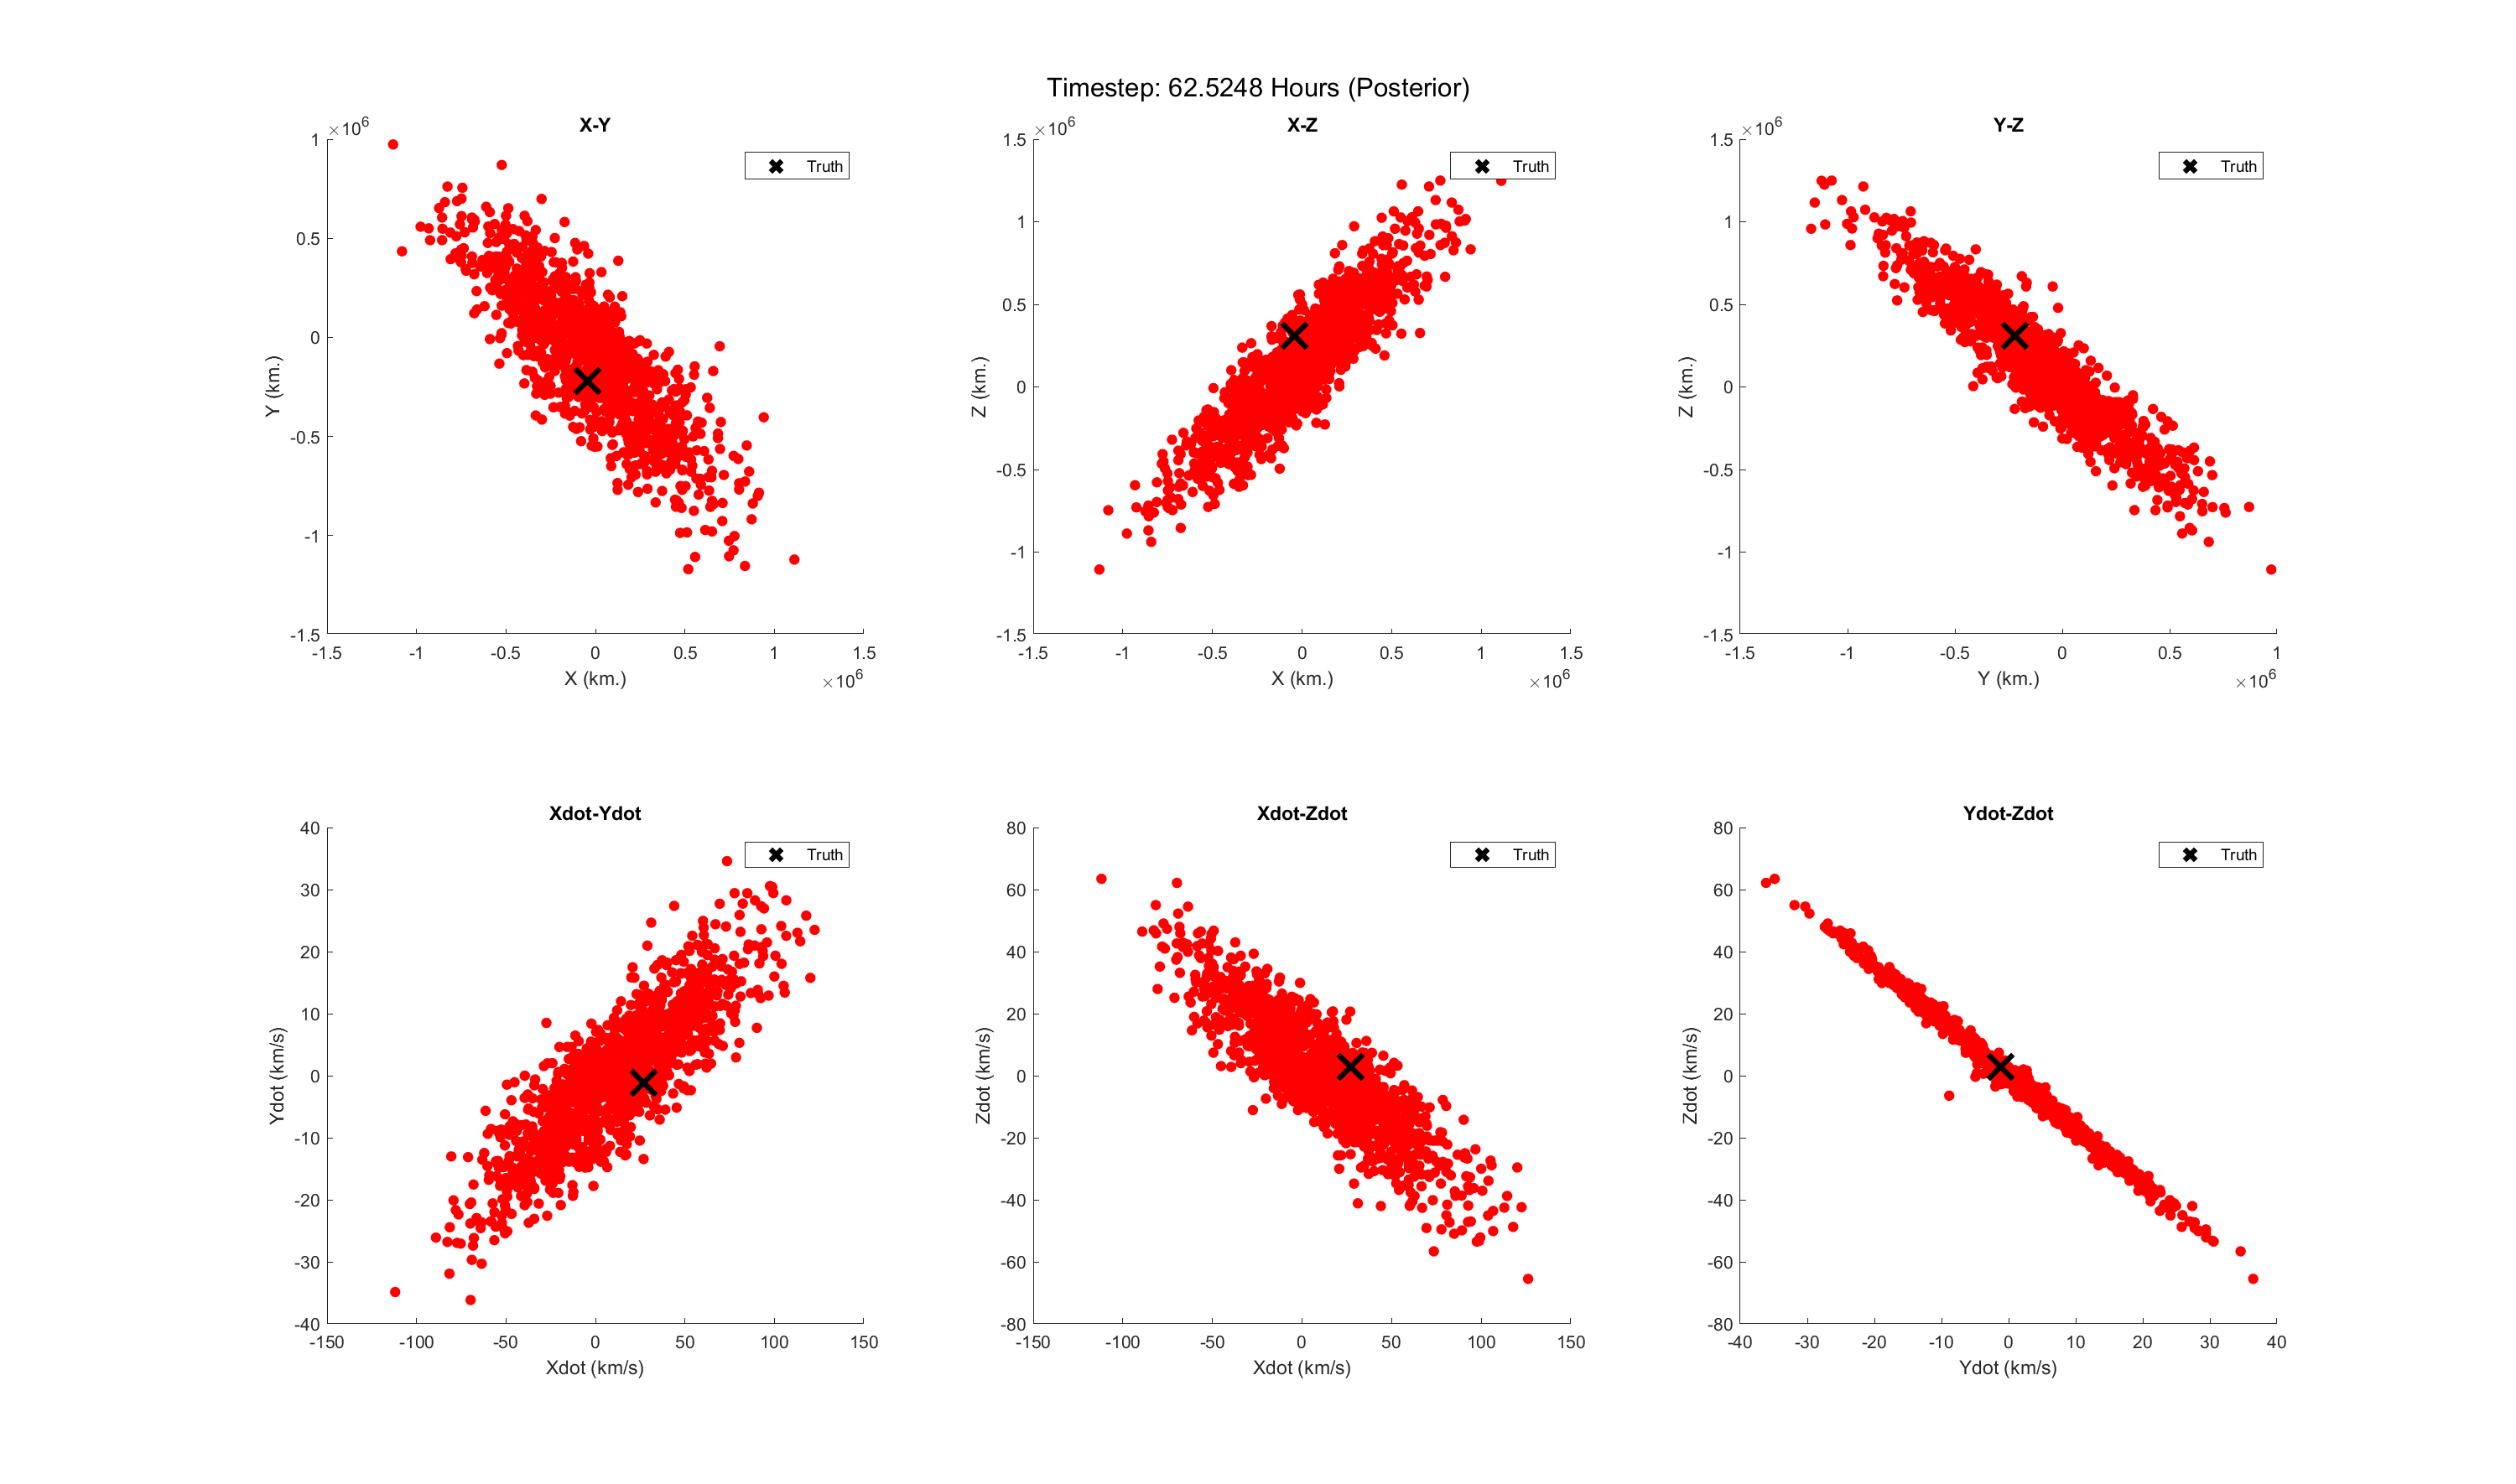 Timestep: 62.5248 Hours (Posterior)
X-Y
×10^6
1
0.5
0
-0.5
-1
-1.5
Y (km.)
Truth
-1.5 -1 -0.5 0 0.5 1 1.5
X (km.)
×10^6
X-Z
×10^6
1.5
1
0.5
0
-0.5
-1
-1.5
Z (km.)
Truth
-1.5 -1 -0.5 0 0.5 1 1.5
X (km.)
×10^6
Y-Z
×10^6
1.5
1
0.5
0
-0.5
-1
-1.5
Z (km.)
Truth
-1.5 -1 -0.5 0 0.5 1
Y (km.)
×10^6
Xdot-Ydot
40
30
20
10
0
-10
-20
-30
-40
Ydot (km/s)
Truth
-150 -100 -50 0 50 100 150
Xdot (km/s)
Xdot-Zdot
80
60
40
20
0
-20
-40
-60
-80
Zdot (km/s)
Truth
-150 -100 -50 0 50 100 150
Xdot (km/s)
Ydot-Zdot
80
60
40
20
0
-20
-40
-60
-80
Zdot (km/s)
Truth
-40 -30 -20 -10 0 10 20 30 40
Ydot (km/s)